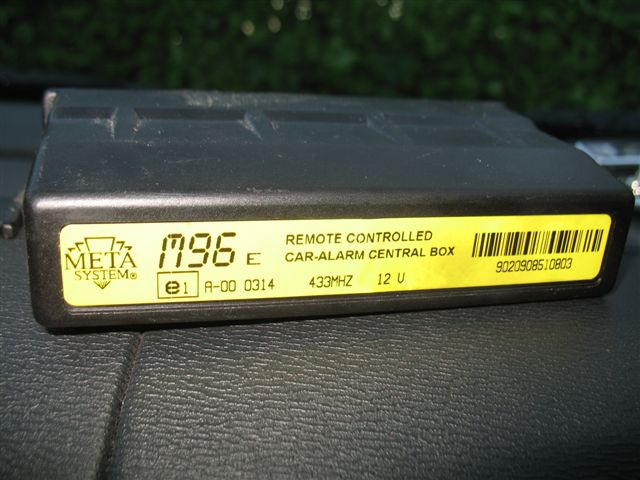 META
SYSTEM®
M96 E
REMOTE CONTROLLED
CAR-ALARM CENTRAL BOX
e1 A-00 0314 433MHZ 12 V
9020908510803